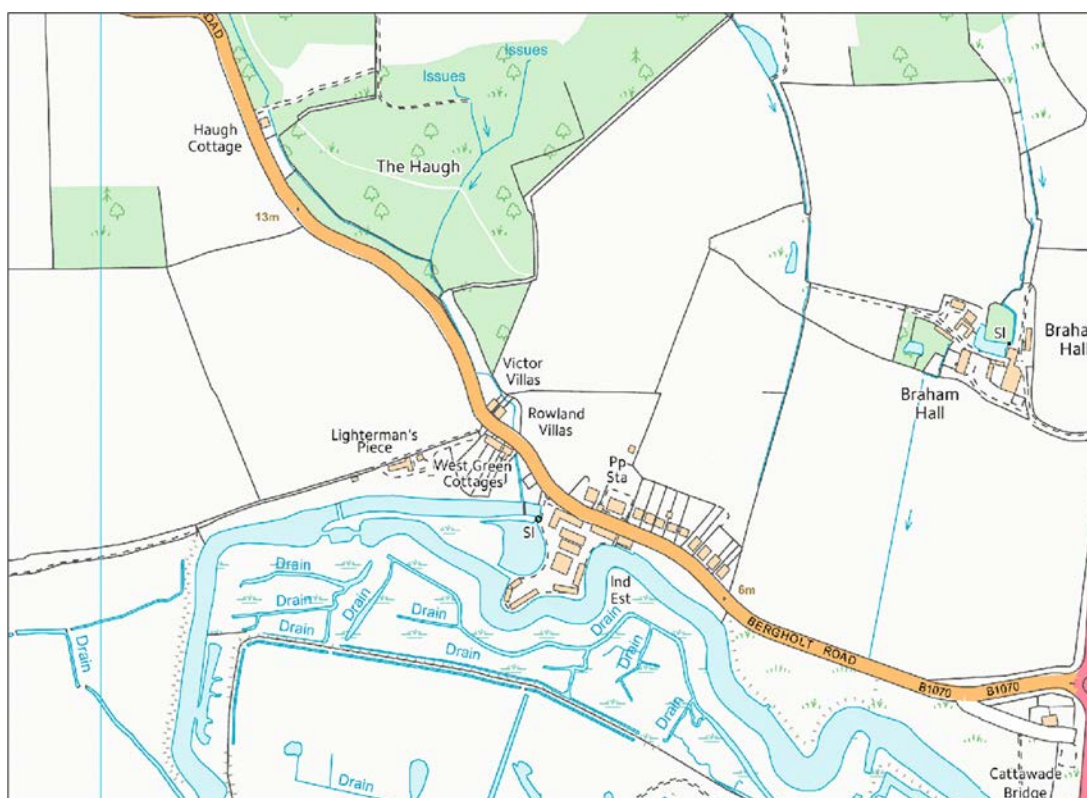 ROAD
Issues
Issues
Haugh
Cottage
The Haugh
13m
Sl
Braham
Hall
Braham
Hall
Victor
Villas
Rowland
Villas
Lighterman's
Piece
West Green
Cottages
Pp
Sta
Sl
Drain
Drain
Drain
Drain
Drain
Drain
Drain
Drain
Drain
Drain
Drain
Ind
Est
6m
BERGHOLT ROAD
B1070
B1070
Cattawade
Bridge